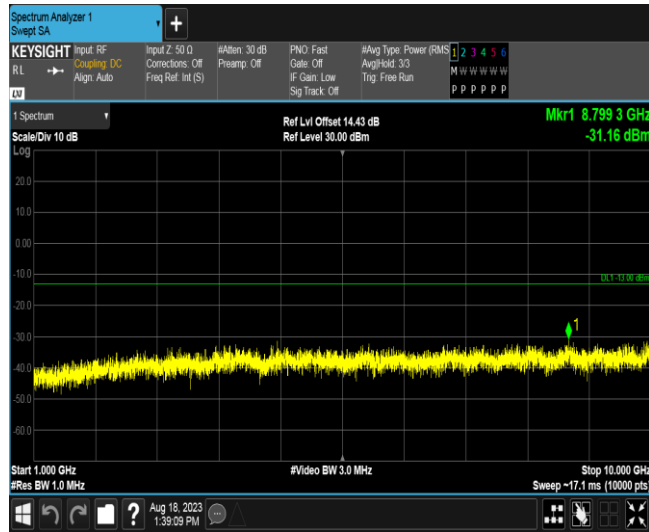 Spectrum Analyzer 1
Swept SA
+
KEYSIGHT
RL
LXI
Input: RF
Coupling: DC
Align: Auto
Input Z: 50 Ω
Corrections: Off
Freq Ref: Int (S)
#Atten: 30 dB
Preamp: Off
PNO: Fast
Gate: Off
IF Gain: Low
Sig Track: Off
#Avg Type: Power (RMS
Avg|Hold: 3/3
Trig: Free Run
1 2 3 4 5 6
M W W W W W
P P P P P P
1 Spectrum
Scale/Div 10 dB
Ref Lvl Offset 14.43 dB
Ref Level 30.00 dBm
Mkr1 8.799 3 GHz
-31.16 dBm
Log
20.0
10.0
0.00
-10.0
DL1 -13.00 dBm
-20.0
-30.0
1
-40.0
-50.0
-60.0
Start 1.000 GHz
#Res BW 1.0 MHz
#Video BW 3.0 MHz
Stop 10.000 GHz
Sweep ~17.1 ms (10000 pts)
?
Aug 18, 2023
1:39:09 PM